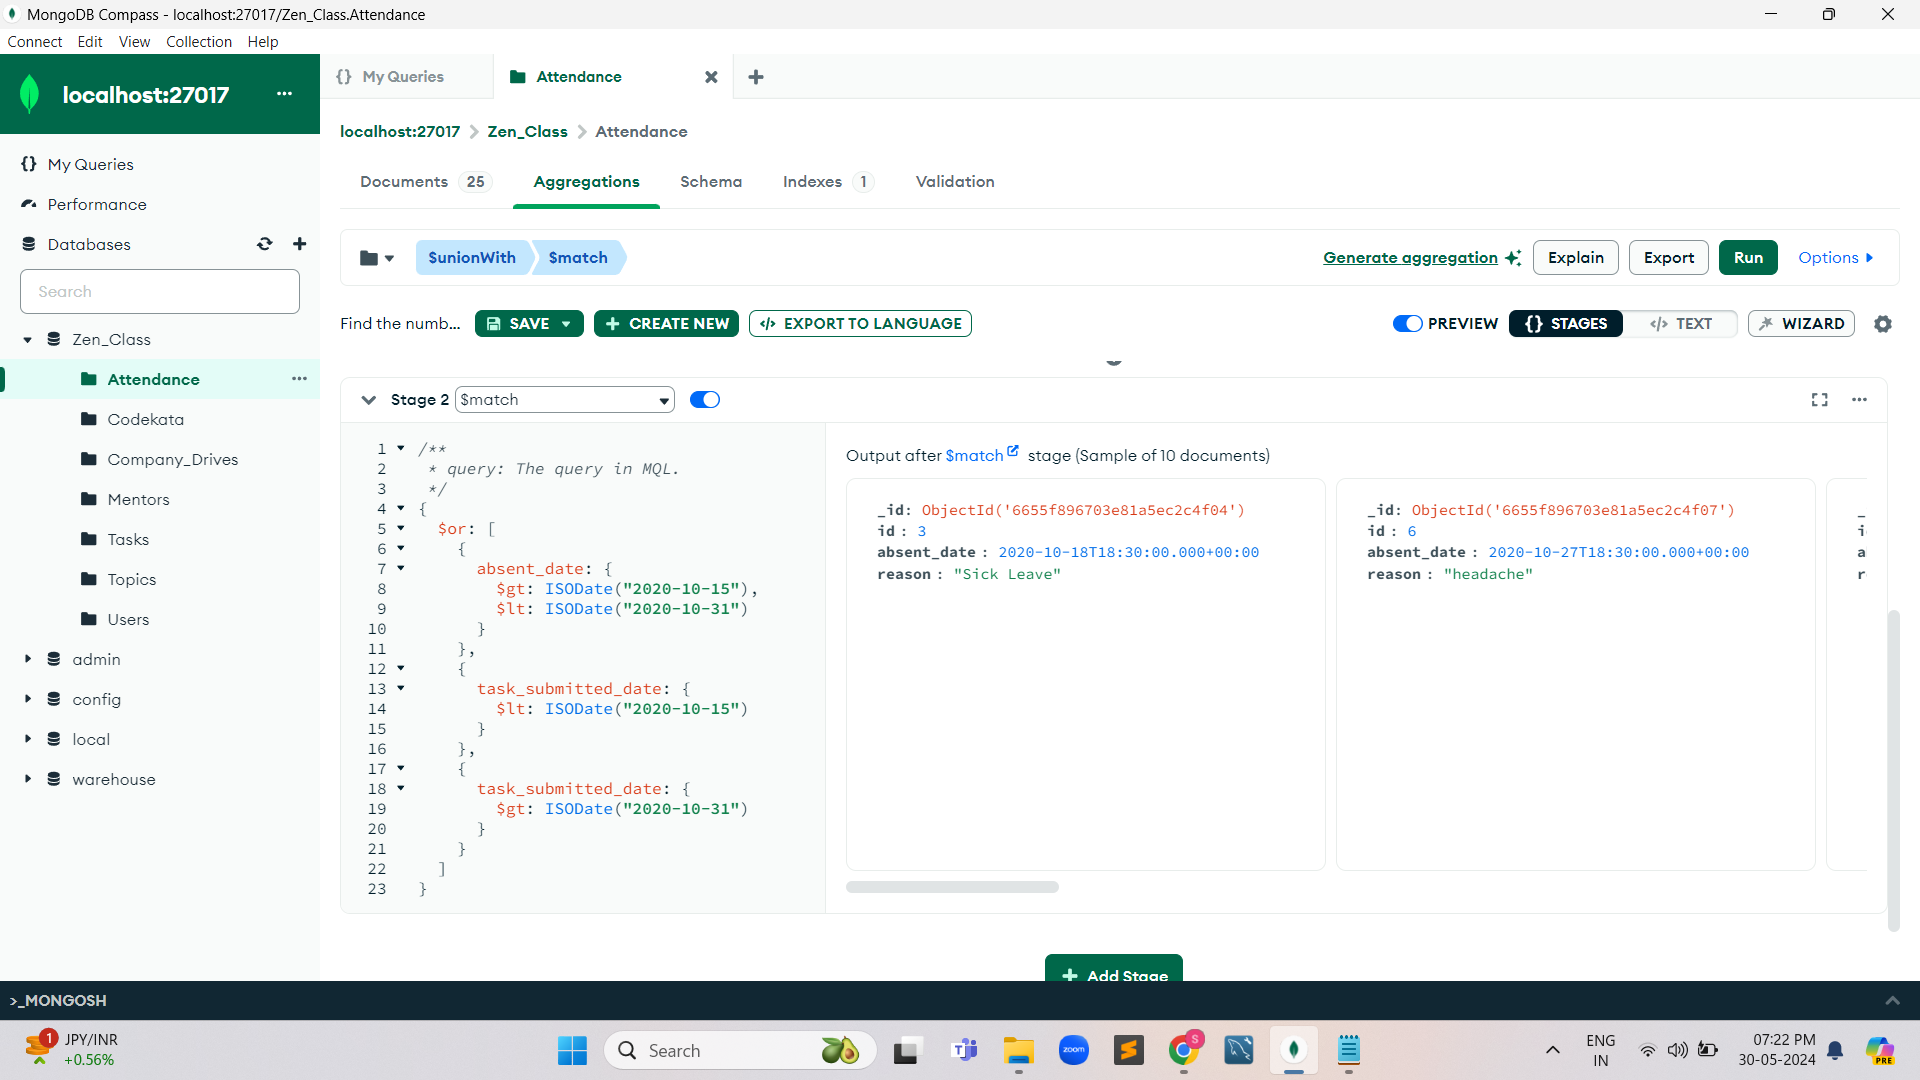 MongoDB Compass - localhost:27017/Zen_Class.Attendance
Connect Edit View Collection Help
localhost:27017 ...
My Queries
Attendance
localhost:27017 > Zen_Class > Attendance
My Queries
Performance
Databases
Search
Zen_Class
Attendance ...
Codekata
Company_Drives
Mentors
Tasks
Topics
Users
admin
config
local
warehouse
Documents 25 Aggregations Schema Indexes 1 Validation
$unionWith $match
Generate aggregation Explain Export Run Options
Find the numb... SAVE + CREATE NEW </> EXPORT TO LANGUAGE
PREVIEW {} STAGES </> TEXT WIZARD
Stage 2 $match
1 /**
2 * query: The query in MQL.
3 */
4 {
5 $or: [
6 {
7 absent_date: {
8 $gt: ISODate("2020-10-15"),
9 $lt: ISODate("2020-10-31")
10 }
11 },
12 {
13 task_submitted_date: {
14 $lt: ISODate("2020-10-15")
15 }
16 },
17 {
18 task_submitted_date: {
19 $gt: ISODate("2020-10-31")
20 }
21 }
22 ]
23 }
Output after $match stage (Sample of 10 documents)
_id: ObjectId('6655f896703e81a5ec2c4f04')
id : 3
absent_date : 2020-10-18T18:30:00.000+00:00
reason : "Sick Leave"
_id: ObjectId('6655f896703e81a5ec2c4f07')
id : 6
absent_date : 2020-10-27T18:30:00.000+00:00
reason : "headache"
+ Add Stage
>_MONGOSH
1
JPY/INR
+0.56%
Search
zoom
S
ENG
IN
07:22 PM
30-05-2024
PRE